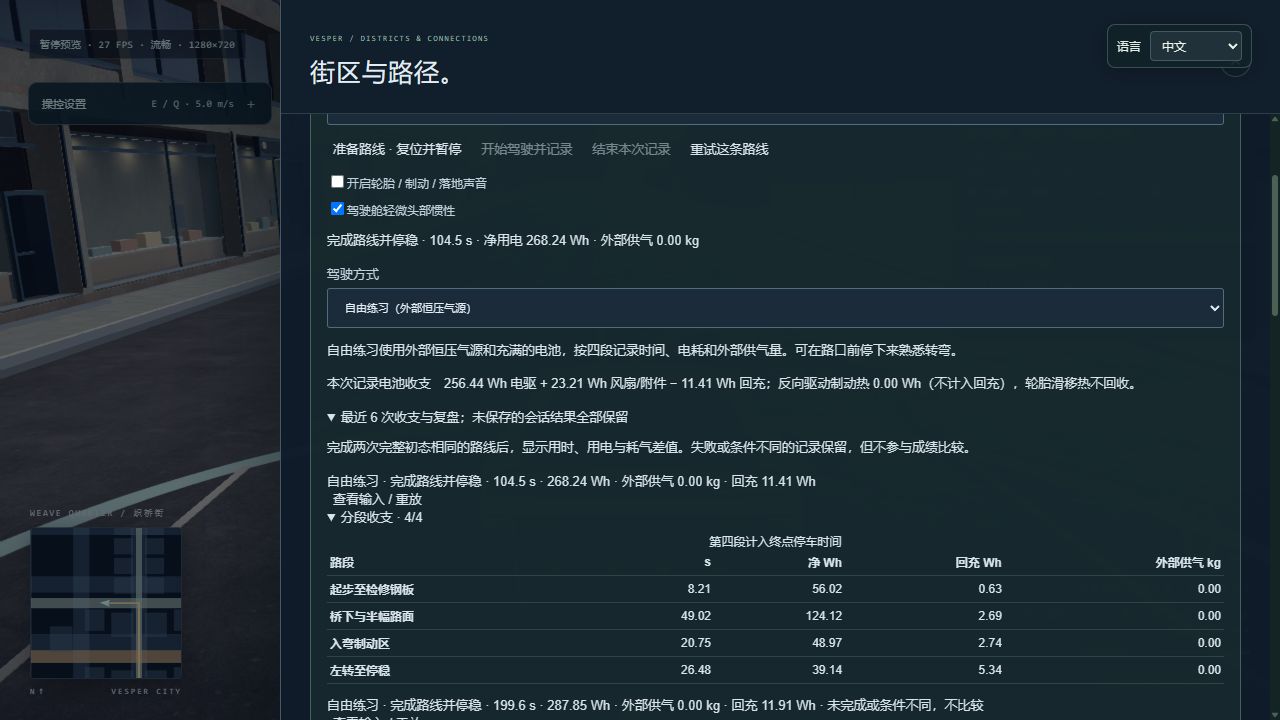 暂停预览 · 27 FPS · 流畅 · 1280×720
操控设置 E / Q · 5.0 m/s +
VESPER / DISTRICTS & CONNECTIONS
街区与路径。
语言 中文
准备路线 · 复位并暂停 开始驾驶并记录 结束本次记录 重试这条路线
开启轮胎 / 制动 / 落地声音
驾驶舱轻微头部惯性
完成路线并停稳 · 104.5 s · 净用电 268.24 Wh · 外部供气 0.00 kg
驾驶方式
自由练习（外部恒压气源）
自由练习使用外部恒压气源和充满的电池，按四段记录时间、电耗和外部供气量。可在路口前停下来熟悉转弯。
本次记录电池收支 256.44 Wh 电驱 + 23.21 Wh 风扇/附件 − 11.41 Wh 回充；反向驱动制动热 0.00 Wh（不计入回充），轮胎滑移热不回收。
▼ 最近 6 次收支与复盘；未保存的会话结果全部保留
完成两次完整初态相同的路线后，显示用时、用电与耗气差值。失败或条件不同的记录保留，但不参与成绩比较。
自由练习 · 完成路线并停稳 · 104.5 s · 268.24 Wh · 外部供气 0.00 kg · 回充 11.41 Wh
查看输入 / 重放
▼ 分段收支 · 4/4
第四段计入终点停车时间
路段 s 净 Wh 回充 Wh 外部供气 kg
起步至检修钢板 8.21 56.02 0.63 0.00
桥下与半幅路面 49.02 124.12 2.69 0.00
入弯制动区 20.75 48.97 2.74 0.00
左转至停稳 26.48 39.14 5.34 0.00
自由练习 · 完成路线并停稳 · 199.6 s · 287.85 Wh · 外部供气 0.00 kg · 回充 11.91 Wh · 未完成或条件不同，不比较
WEAVE QUARTER / 织桥街
N↑ VESPER CITY